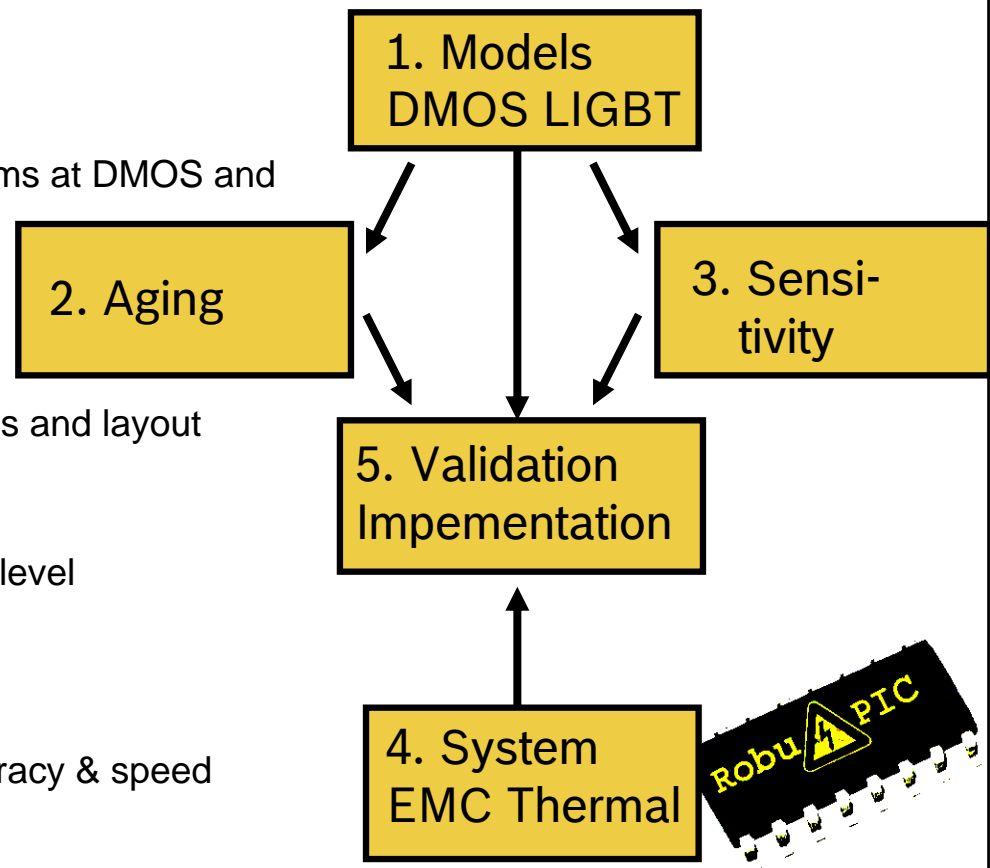 1. Models
DMOS LIGBT
ms at DMOS and
2. Aging
3. Sensi-
tivity
s and layout
5. Validation
Impementation
level
4. System
EMC Thermal
racy & speed
Robu PIC